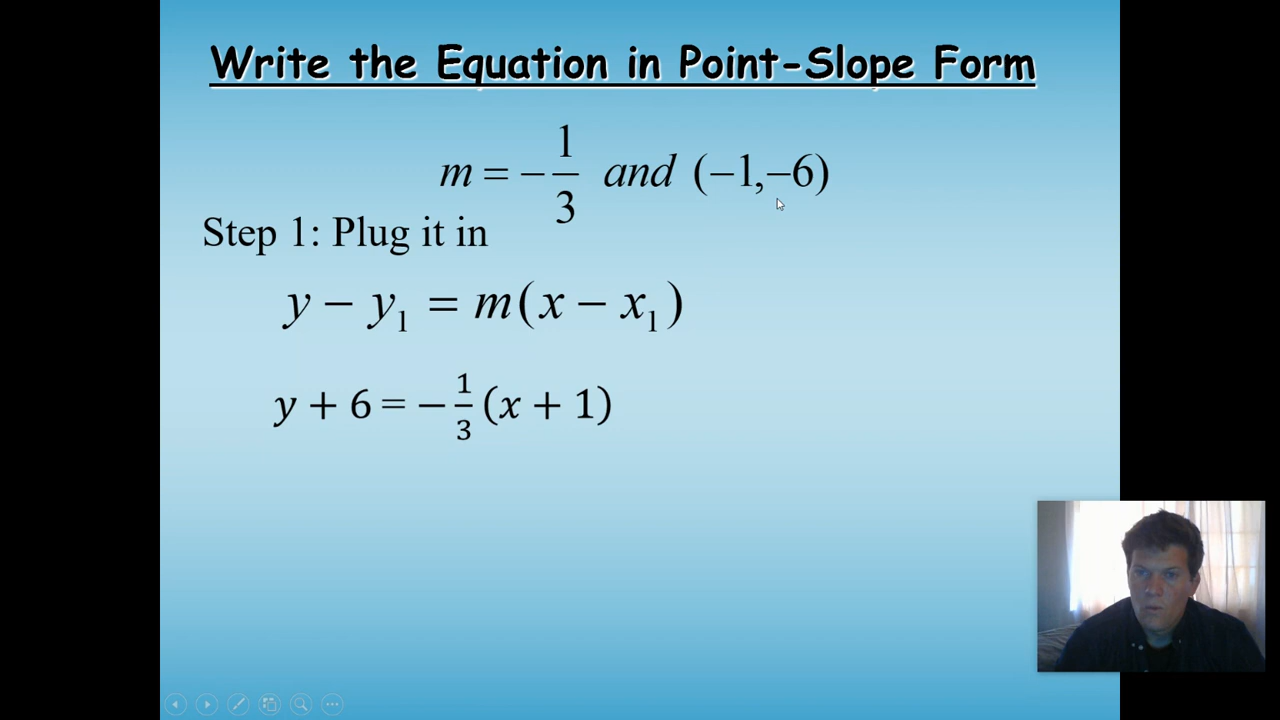 Write the Equation in Point-Slope Form
m = -1/3 and (-1,-6)
Step 1: Plug it in
y - y₁ = m(x - x₁)
y + 6 = -1/3 (x + 1)